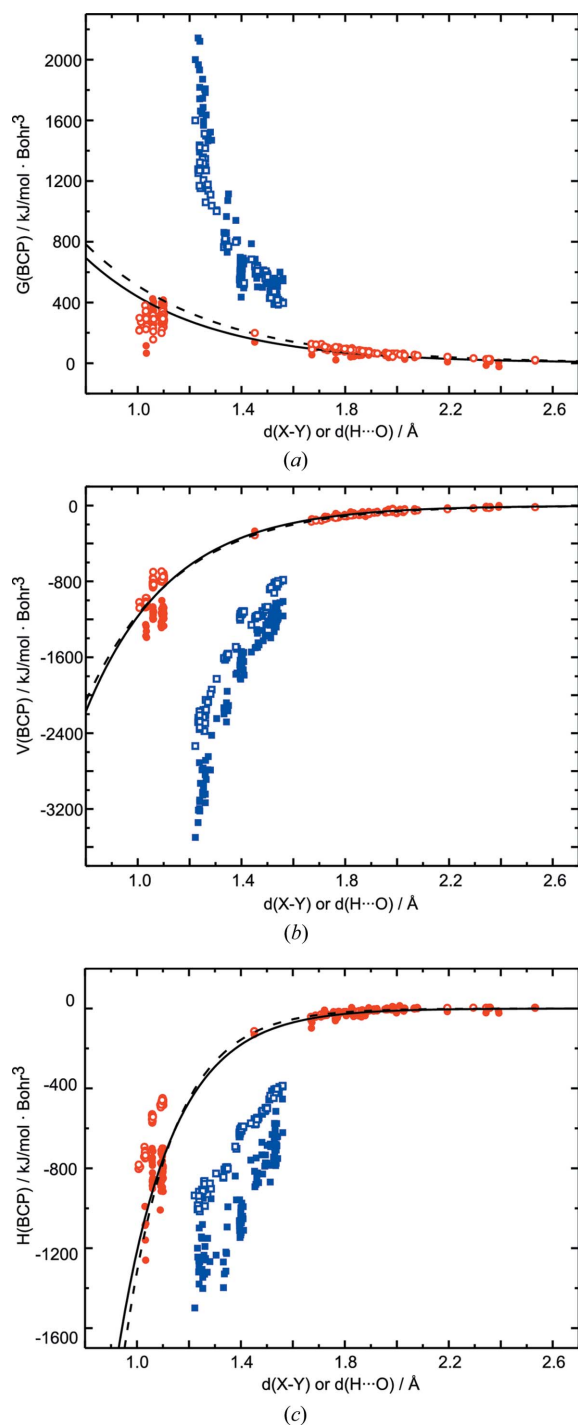 2000
1600
1200
800
400
0
G(BCP) / kJ/mol · Bohr³
1.0 1.4 1.8 2.2 2.6
d(X-Y) or d(H···O) / Å
(a)
0
-800
-1600
-2400
-3200
V(BCP) / kJ/mol · Bohr³
1.0 1.4 1.8 2.2 2.6
d(X-Y) or d(H···O) / Å
(b)
0
-400
-800
-1200
-1600
H(BCP) / kJ/mol · Bohr³
1.0 1.4 1.8 2.2 2.6
d(X-Y) or d(H···O) / Å
(c)